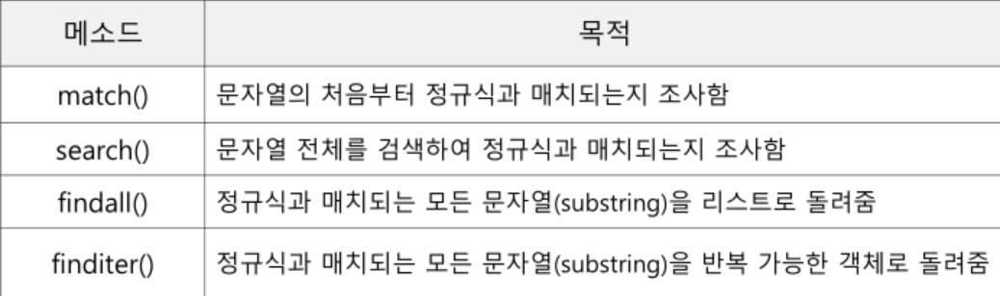 메소드 목적
match() 문자열의 처음부터 정규식과 매치되는지 조사함
search() 문자열 전체를 검색하여 정규식과 매치되는지 조사함
findall() 정규식과 매치되는 모든 문자열(substring)을 리스트로 돌려줌
finditer() 정규식과 매치되는 모든 문자열(substring)을 반복 가능한 객체로 돌려줌